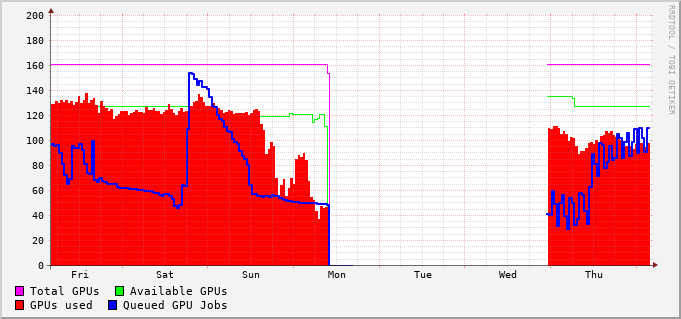 200
180
160
140
120
100
80
60
40
20
0
Fri Sat Sun Mon Tue Wed Thu
Total GPUs Available GPUs
GPUs used Queued GPU Jobs
RRDTOOL / TOBI OETIKER